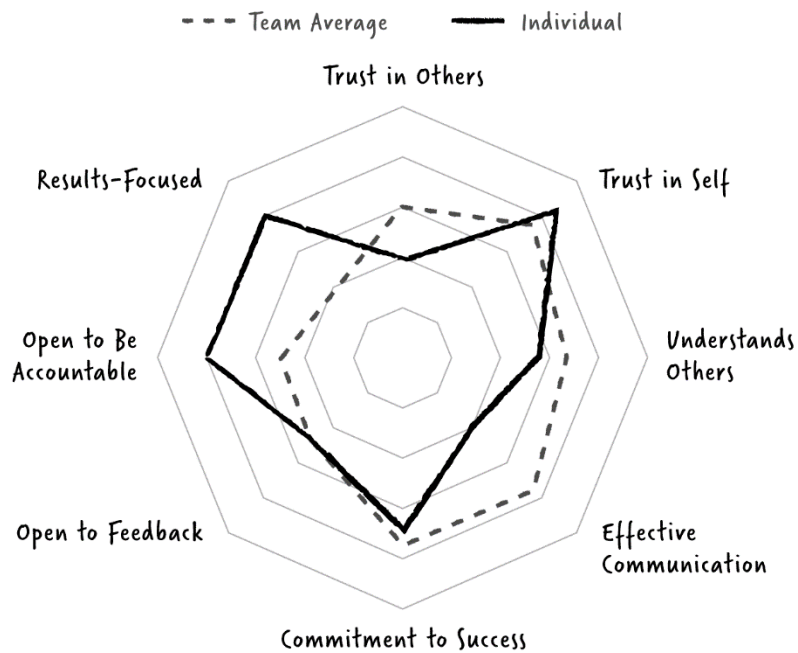 Team Average
Individual
Trust in Others
Results-Focused
Trust in Self
Open to Be
Accountable
Understands
Others
Open to Feedback
Effective
Communication
Commitment to Success